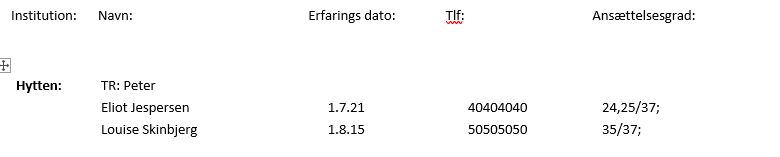 Institution: Navn: Erfarings dato: Tlf: Ansættelsesgrad:
Hytten: TR: Peter
Eliot Jespersen 1.7.21 40404040 24,25/37;
Louise Skinbjerg 1.8.15 50505050 35/37;